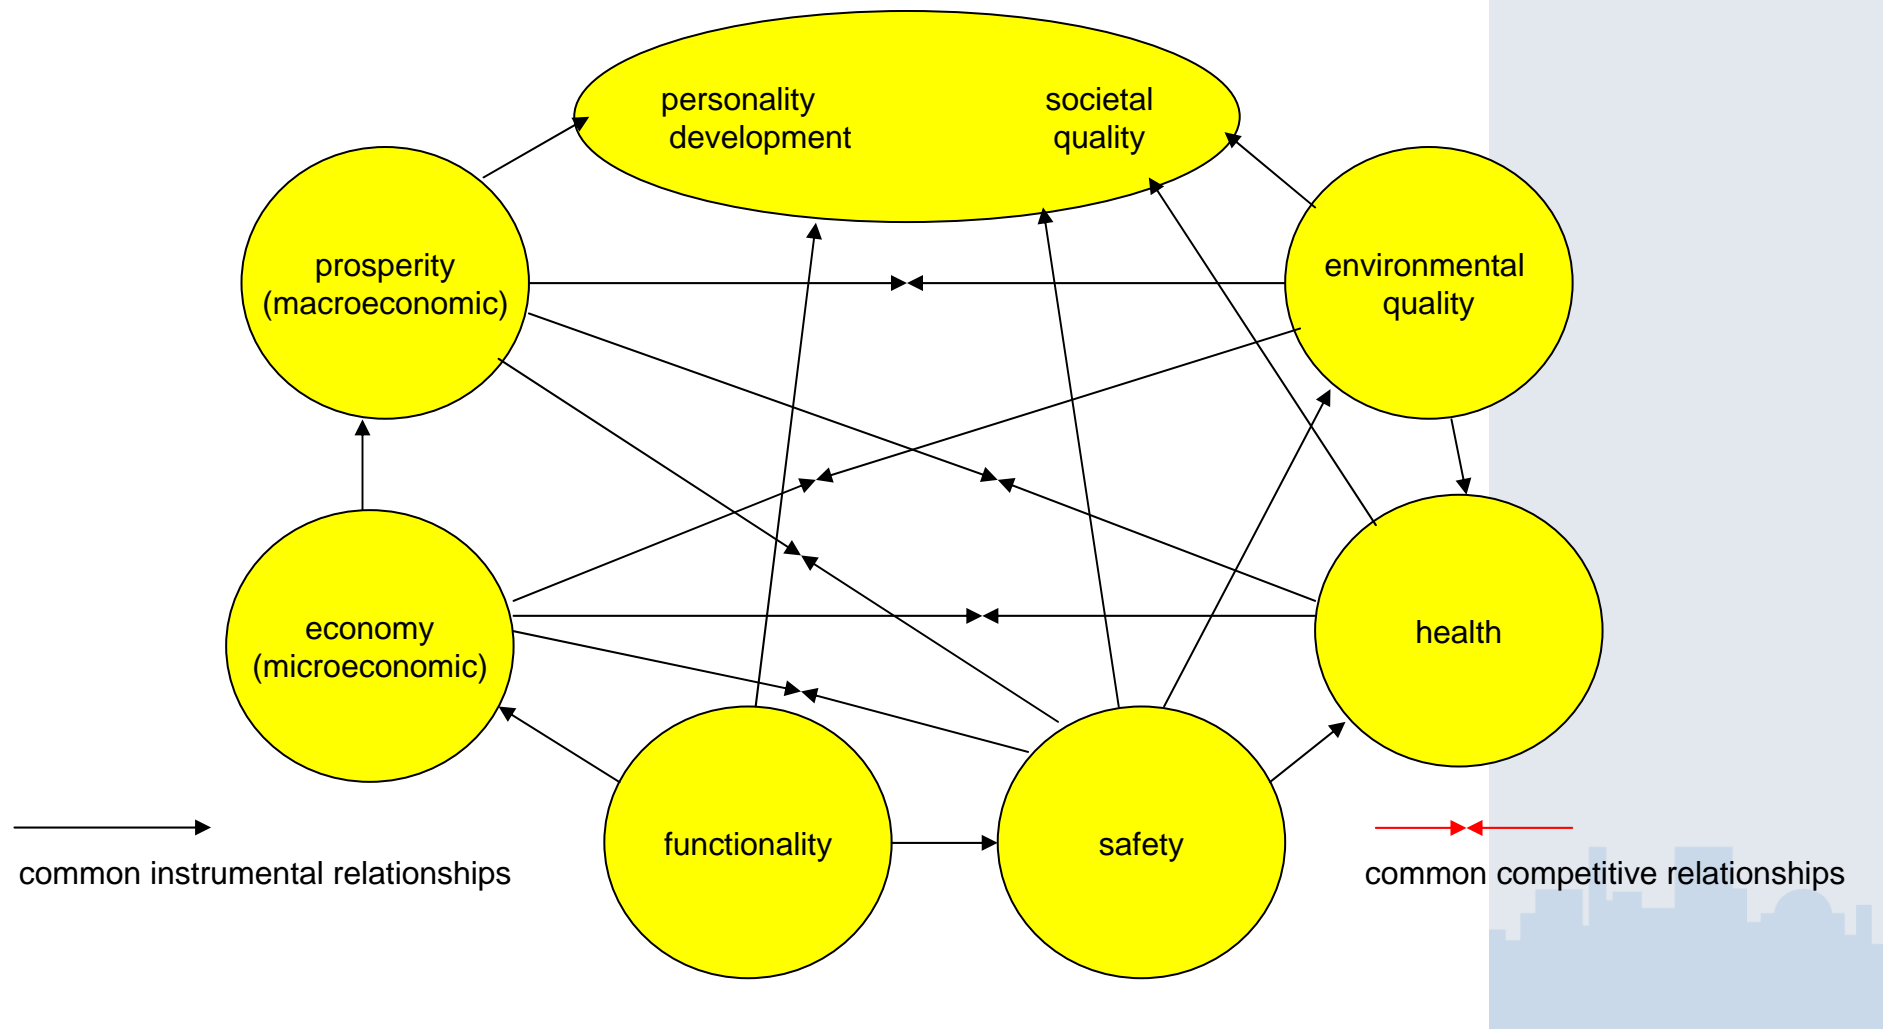 personality
development
societal
quality
prosperity
(macroeconomic)
environmental
quality
economy
(microeconomic)
health
functionality
safety
common instrumental relationships
common competitive relationships